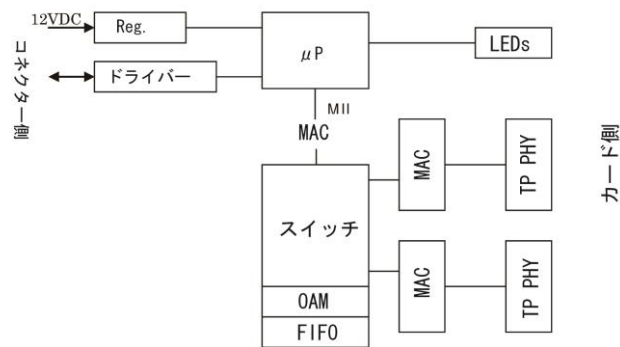 12VDC
Reg.
μP
LEDs
コネクター側
ドライバー
MII
MAC
スイッチ
OAM
FIFO
MAC
TP PHY
MAC
TP PHY
カード側